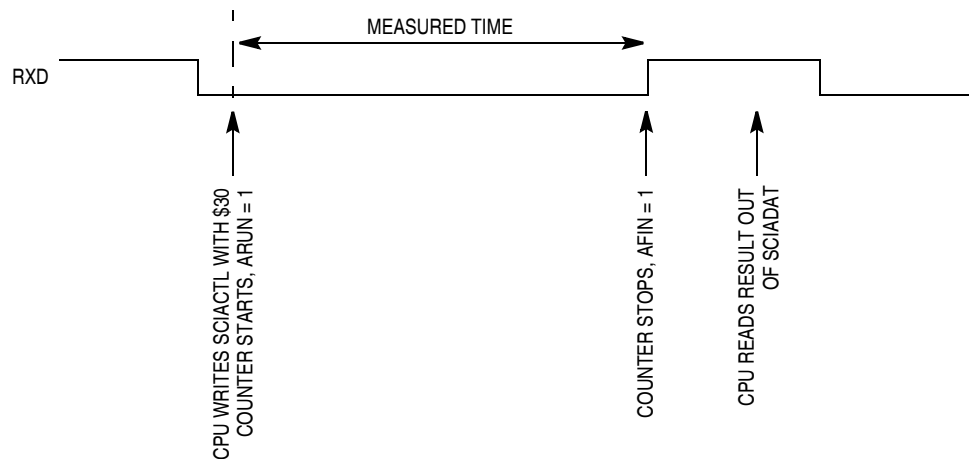 MEASURED TIME
RXD
CPU WRITES SCIACTL WITH $30
COUNTER STARTS, ARUN = 1
COUNTER STOPS, AFIN = 1
CPU READS RESULT OUT
OF SCIADAT